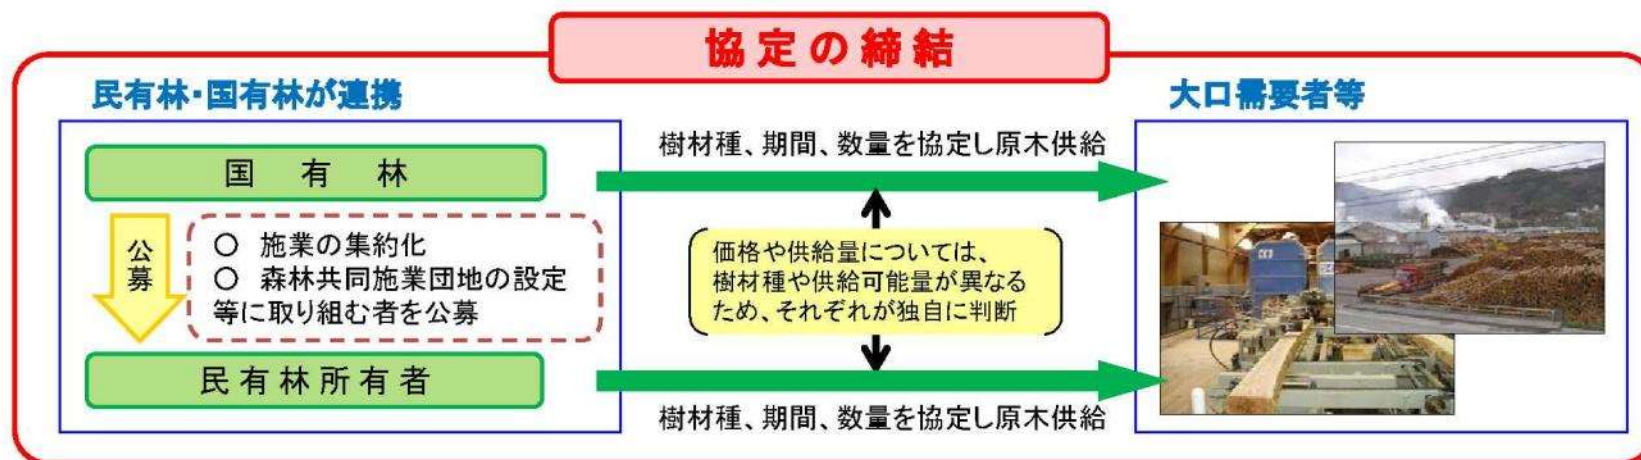 協定の締結
民有林・国有林が連携
大口需要者等
国有林
公募
○ 施業の集約化
○ 森林共同施業団地の設定
等に取り組む者を公募
民有林所有者
樹材種、期間、数量を協定し原木供給
価格や供給量については、
樹材種や供給可能量が異なる
ため、それぞれが独自に判断
樹材種、期間、数量を協定し原木供給